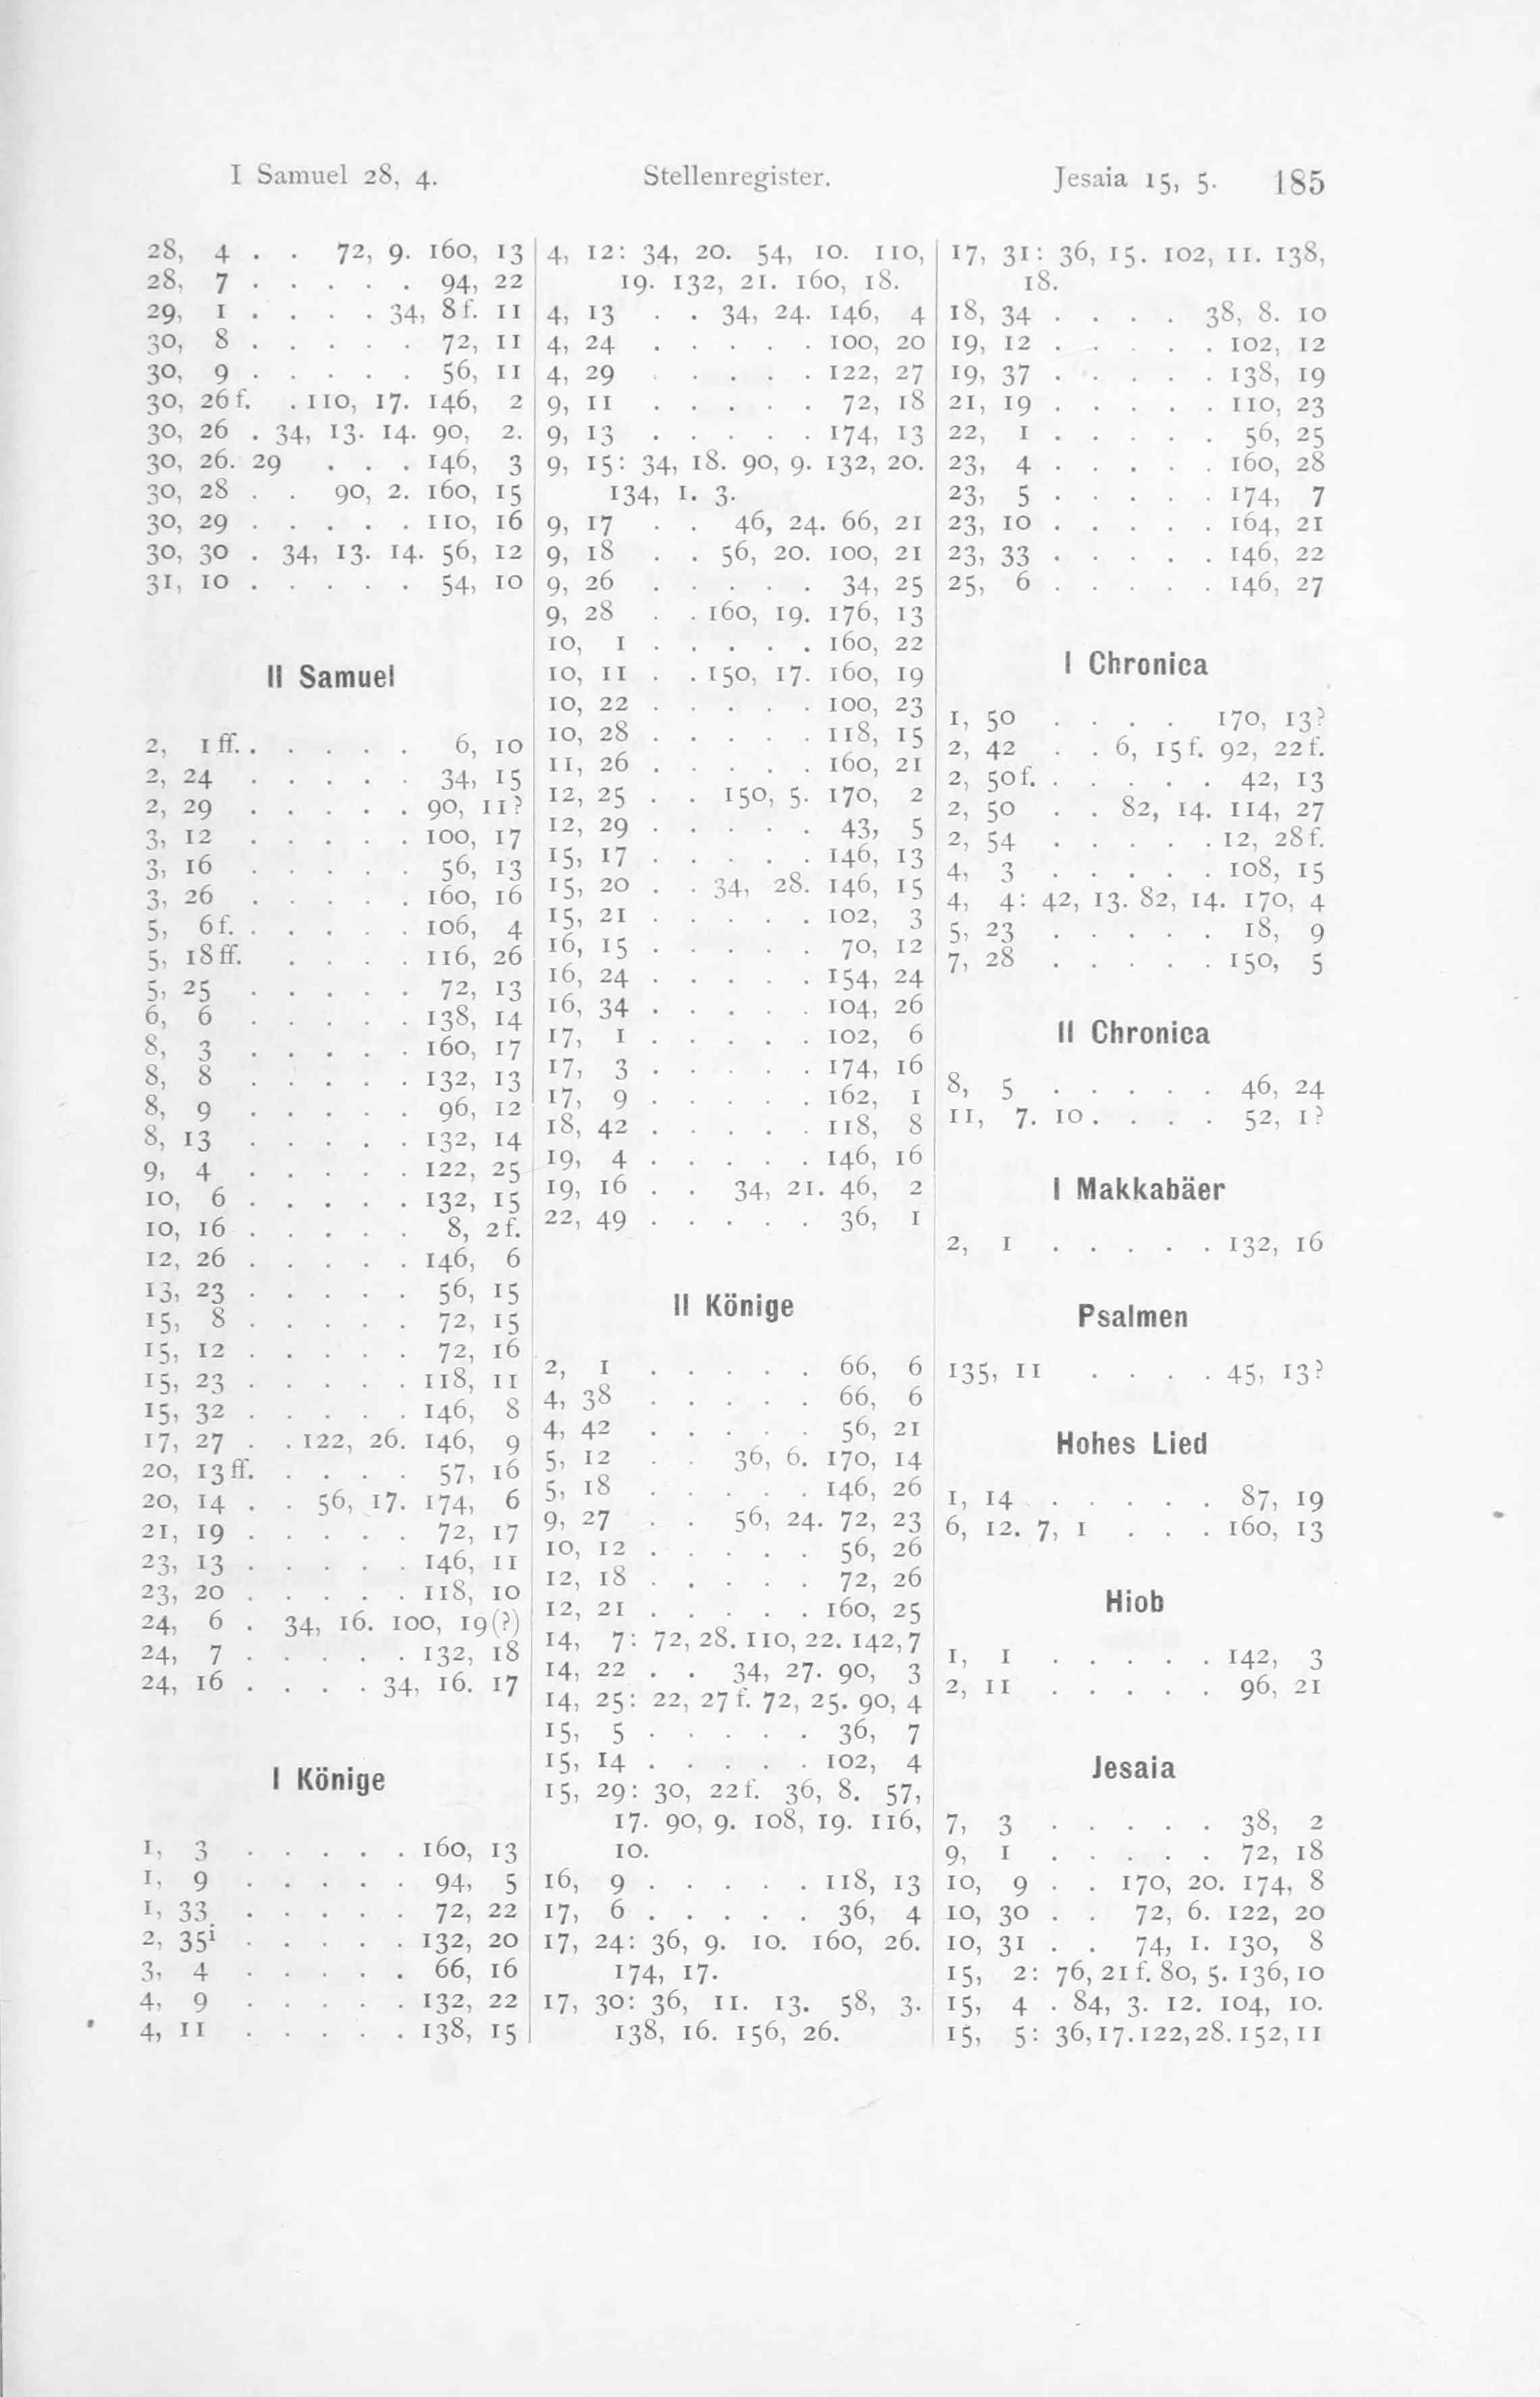 I Samuel 28, 4. Stellenregister. Jesaia 15, 5. 185
28, 4 . . 72, 9. 160, 13
28, 7 . . . . . 94, 22
29, 1 . . . . 34, 8f. 11
30, 8 . . . . . 72, 11
30, 9 . . . . . 56, 11
30, 26f. . 110, 17. 146, 2
30, 26 . 34, 13. 14. 90, 2.
30, 26. 29 . . . 146, 3
30, 28 . . 90, 2. 160, 15
30, 29 . . . . . 110, 16
30, 30 . 34, 13. 14. 56, 12
31, 10 . . . . . 54, 10
II Samuel
2, 1ff. . . . . . 6, 10
2, 24 . . . . . 34, 15
2, 29 . . . . . 90, 11?
3, 12 . . . . . 100, 17
3, 16 . . . . . 56, 13
3, 26 . . . . . 160, 16
5, 6f. . . . . . 106, 4
5, 18ff. . . . . 116, 26
5, 25 . . . . . 72, 13
6, 6 . . . . . 138, 14
8, 3 . . . . . 160, 17
8, 8 . . . . . 132, 13
8, 9 . . . . . 96, 12
8, 13 . . . . . 132, 14
9, 4 . . . . . 122, 25
10, 6 . . . . . 132, 15
10, 16 . . . . . 8, 2f.
12, 26 . . . . . 146, 6
13, 23 . . . . . 56, 15
15, 8 . . . . . 72, 15
15, 12 . . . . . 72, 16
15, 23 . . . . . 118, 11
15, 32 . . . . . 146, 8
17, 27 . . 122, 26. 146, 9
20, 13ff. . . . . 57, 16
20, 14 . . 56, 17. 174, 6
21, 19 . . . . . 72, 17
23, 13 . . . . . 146, 11
23, 20 . . . . . 118, 10
24, 6 . 34, 16. 100, 19(?)
24, 7 . . . . . 132, 18
24, 16 . . . . 34, 16. 17
I Könige
1, 3 . . . . . 160, 13
1, 9 . . . . . 94, 5
1, 33 . . . . . 72, 22
2, 35¹ . . . . . 132, 20
3, 4 . . . . . 66, 16
4, 9 . . . . . 132, 22
4, 11 . . . . . 138, 15
4, 12: 34, 20. 54, 10. 110,
19. 132, 21. 160, 18.
4, 13 . . 34, 24. 146, 4
4, 24 . . . . . 100, 20
4, 29 . . . . . 122, 27
9, 11 . . . . . 72, 18
9, 13 . . . . . 174, 13
9, 15: 34, 18. 90, 9. 132, 20.
134, 1. 3.
9, 17 . . 46, 24. 66, 21
9, 18 . . 56, 20. 100, 21
9, 26 . . . . . 34, 25
9, 28 . . 160, 19. 176, 13
10, 1 . . . . . 160, 22
10, 11 . . 150, 17. 160, 19
10, 22 . . . . . 100, 23
10, 28 . . . . . 118, 15
11, 26 . . . . . 160, 21
12, 25 . . 150, 5. 170, 2
12, 29 . . . . . 43, 5
15, 17 . . . . . 146, 13
15, 20 . . 34, 28. 146, 15
15, 21 . . . . . 102, 3
16, 15 . . . . . 70, 12
16, 24 . . . . . 154, 24
16, 34 . . . . . 104, 26
17, 1 . . . . . 102, 6
17, 3 . . . . . 174, 16
17, 9 . . . . . 162, 1
18, 42 . . . . . 118, 8
19, 4 . . . . . 146, 16
19, 16 . . 34, 21. 46, 2
22, 49 . . . . . 36, 1
II Könige
2, 1 . . . . . 66, 6
4, 38 . . . . . 66, 6
4, 42 . . . . . 56, 21
5, 12 . . 36, 6. 170, 14
5, 18 . . . . . 146, 26
9, 27 . . 56, 24. 72, 23
10, 12 . . . . . 56, 26
12, 18 . . . . . 72, 26
12, 21 . . . . . 160, 25
14, 7: 72, 28. 110, 22. 142, 7
14, 22 . . 34, 27. 90, 3
14, 25: 22, 27f. 72, 25. 90, 4
15, 5 . . . . . 36, 7
15, 14 . . . . . 102, 4
15, 29: 30, 22f. 36, 8. 57,
17. 90, 9. 108, 19. 116,
10.
16, 9 . . . . . 118, 13
17, 6 . . . . . 36, 4
17, 24: 36, 9. 10. 160, 26.
174, 17.
17, 30: 36, 11. 13. 58, 3.
138, 16. 156, 26.
17, 31: 36, 15. 102, 11. 138,
18.
18, 34 . . . . 38, 8. 10
19, 12 . . . . . 102, 12
19, 37 . . . . . 138, 19
21, 19 . . . . . 110, 23
22, 1 . . . . . 56, 25
23, 4 . . . . . 160, 28
23, 5 . . . . . 174, 7
23, 10 . . . . . 164, 21
23, 33 . . . . . 146, 22
25, 6 . . . . . 146, 27
I Chronica
1, 50 . . . . 170, 13?
2, 42 . . 6, 15f. 92, 22f.
2, 50f. . . . . . 42, 13
2, 50 . . 82, 14. 114, 27
2, 54 . . . . . 12, 28f.
4, 3 . . . . . 108, 15
4, 4: 42, 13. 82, 14. 170, 4
5, 23 . . . . . 18, 9
7, 28 . . . . . 150, 5
II Chronica
8, 5 . . . . . 46, 24
11, 7. 10 . . . . 52, 1?
I Makkabäer
2, 1 . . . . . 132, 16
Psalmen
135, 11 . . . . 45, 13?
Hohes Lied
1, 14 . . . . . 87, 19
6, 12. 7, 1 . . . 160, 13
Hiob
1, 1 . . . . . 142, 3
2, 11 . . . . . 96, 21
Jesaia
7, 3 . . . . . 38, 2
9, 1 . . . . . 72, 18
10, 9 . . 170, 20. 174, 8
10, 30 . . 72, 6. 122, 20
10, 31 . . 74, 1. 130, 8
15, 2: 76, 21f. 80, 5. 136, 10
15, 4 . 84, 3. 12. 104, 10.
15, 5: 36, 17. 122, 28. 152, 11